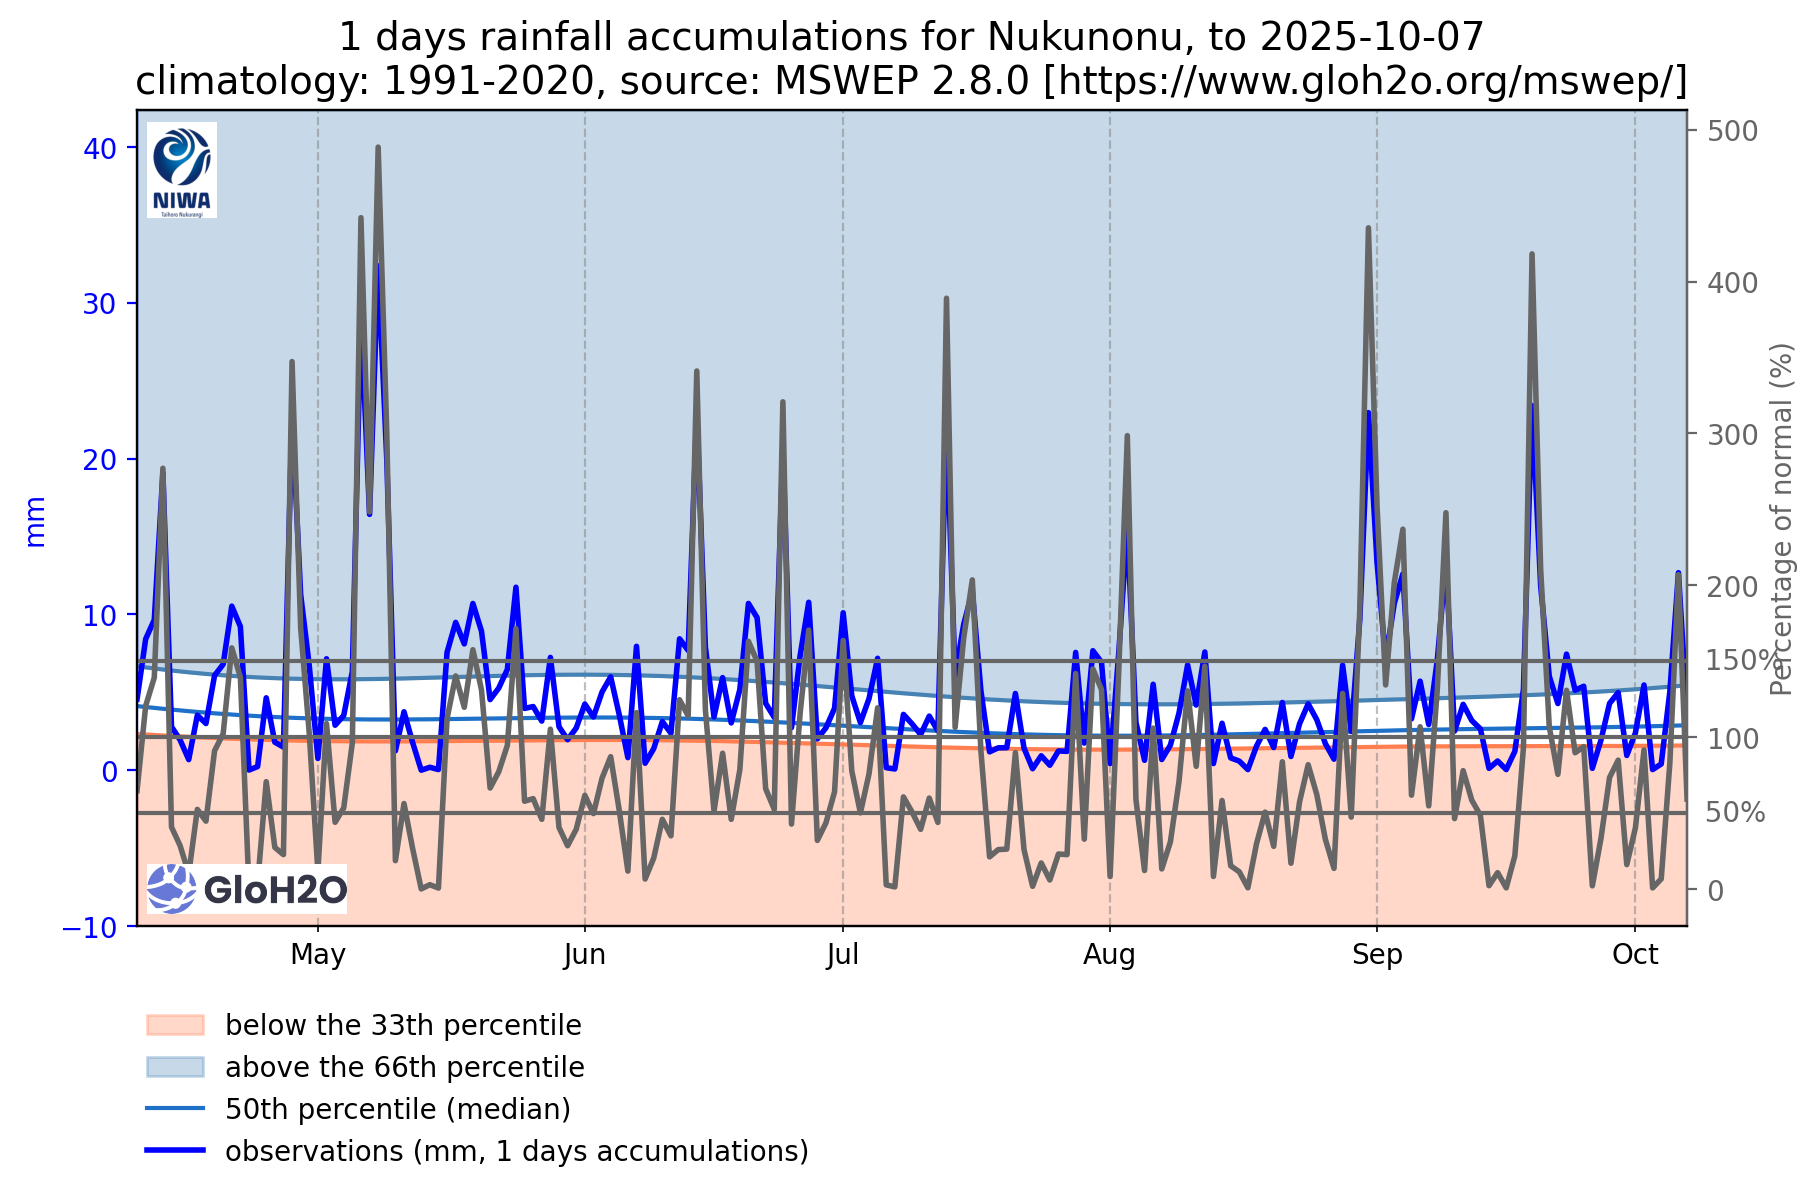 1 days rainfall accumulations for Nukunonu, to 2025-10-07
climatology: 1991-2020, source: MSWEP 2.8.0 [https://www.gloh2o.org/mswep/]
40
30
20
10
0
−10
mm
500
400
300
200
150%
100
50%
0
Percentage of normal (%)
NIWA
Taihoro Nukurangi
GloH2O
May
Jun
Jul
Aug
Sep
Oct
below the 33th percentile
above the 66th percentile
50th percentile (median)
observations (mm, 1 days accumulations)